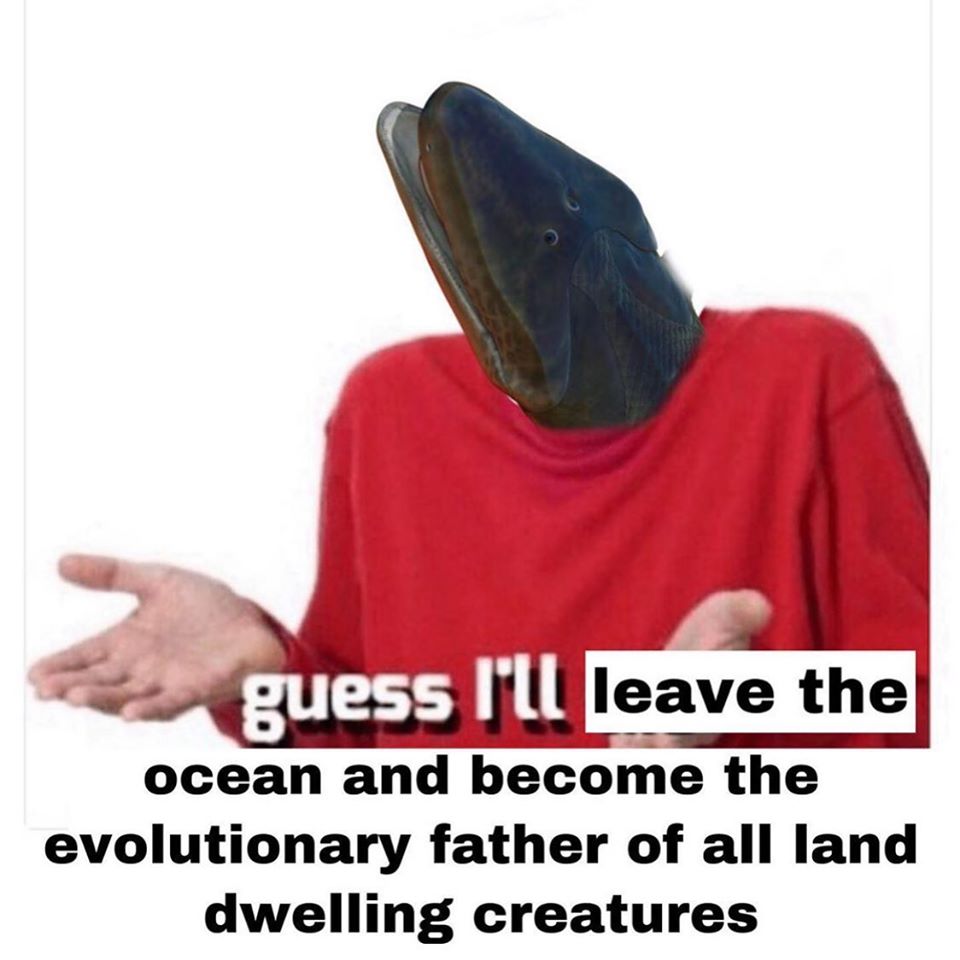 guess I'll leave the
ocean and become the
evolutionary father of all land
dwelling creatures